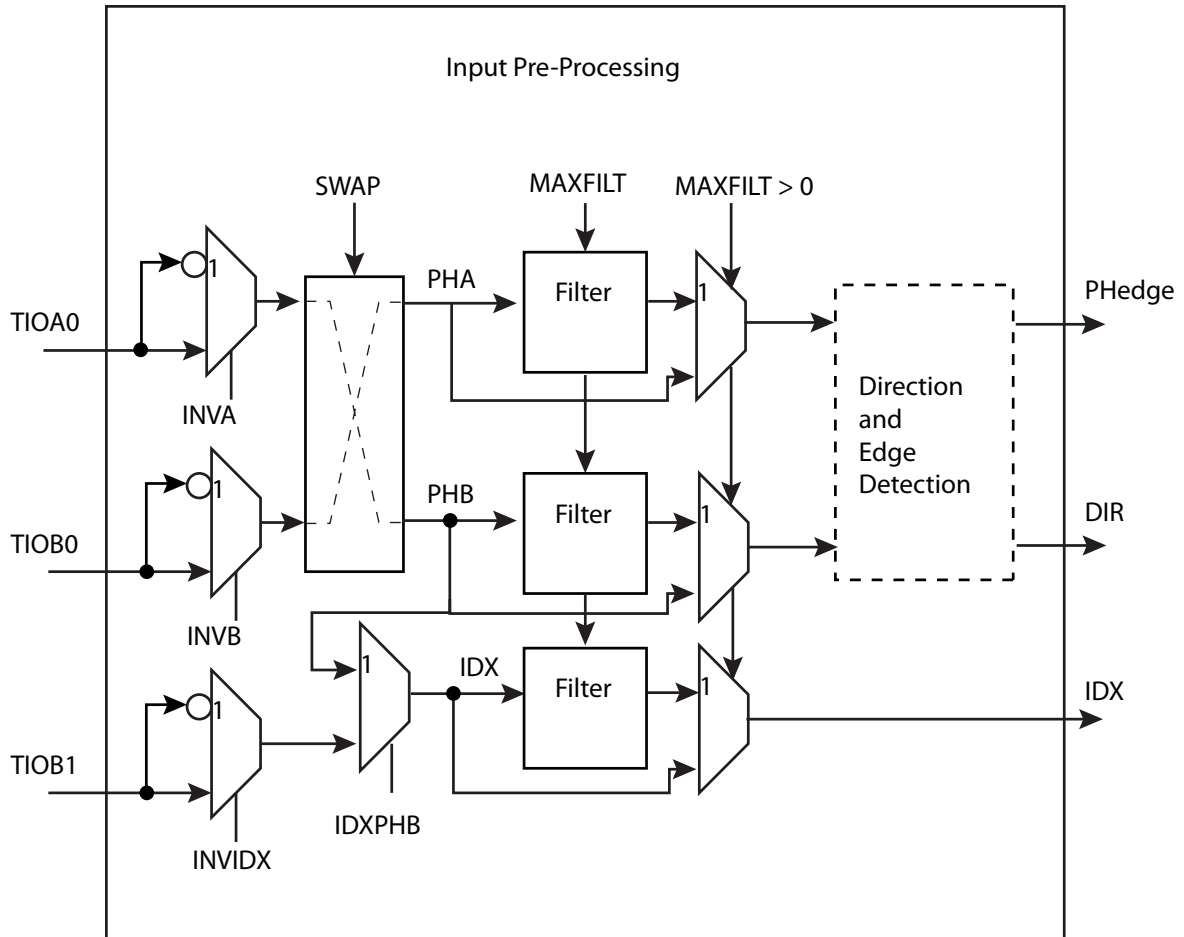 Input Pre-Processing
SWAP
MAXFILT
MAXFILT > 0
1
PHA
Filter
1
PHedge
TIOA0
INVA
Direction
and
Edge
Detection
1
PHB
Filter
1
DIR
TIOB0
INVB
1
IDX
Filter
1
IDX
1
TIOB1
IDXPHB
INVIDX